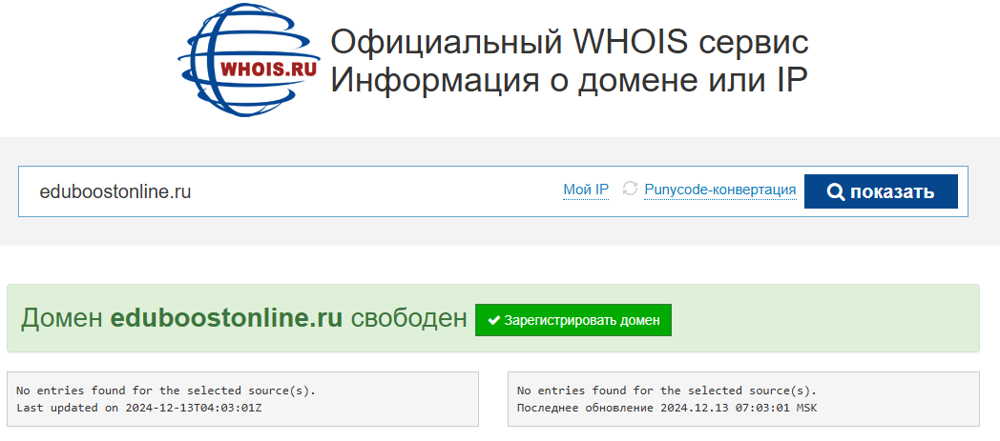 WHOIS.RU
Официальный WHOIS сервис
Информация о домене или IP
eduboostonline.ru
Мой IP
Punycode-конвертация
показать
Домен eduboostonline.ru свободен
Зарегистрировать домен
No entries found for the selected source(s).
Last updated on 2024-12-13T04:03:01Z
No entries found for the selected source(s).
Последнее обновление 2024.12.13 07:03:01 MSK